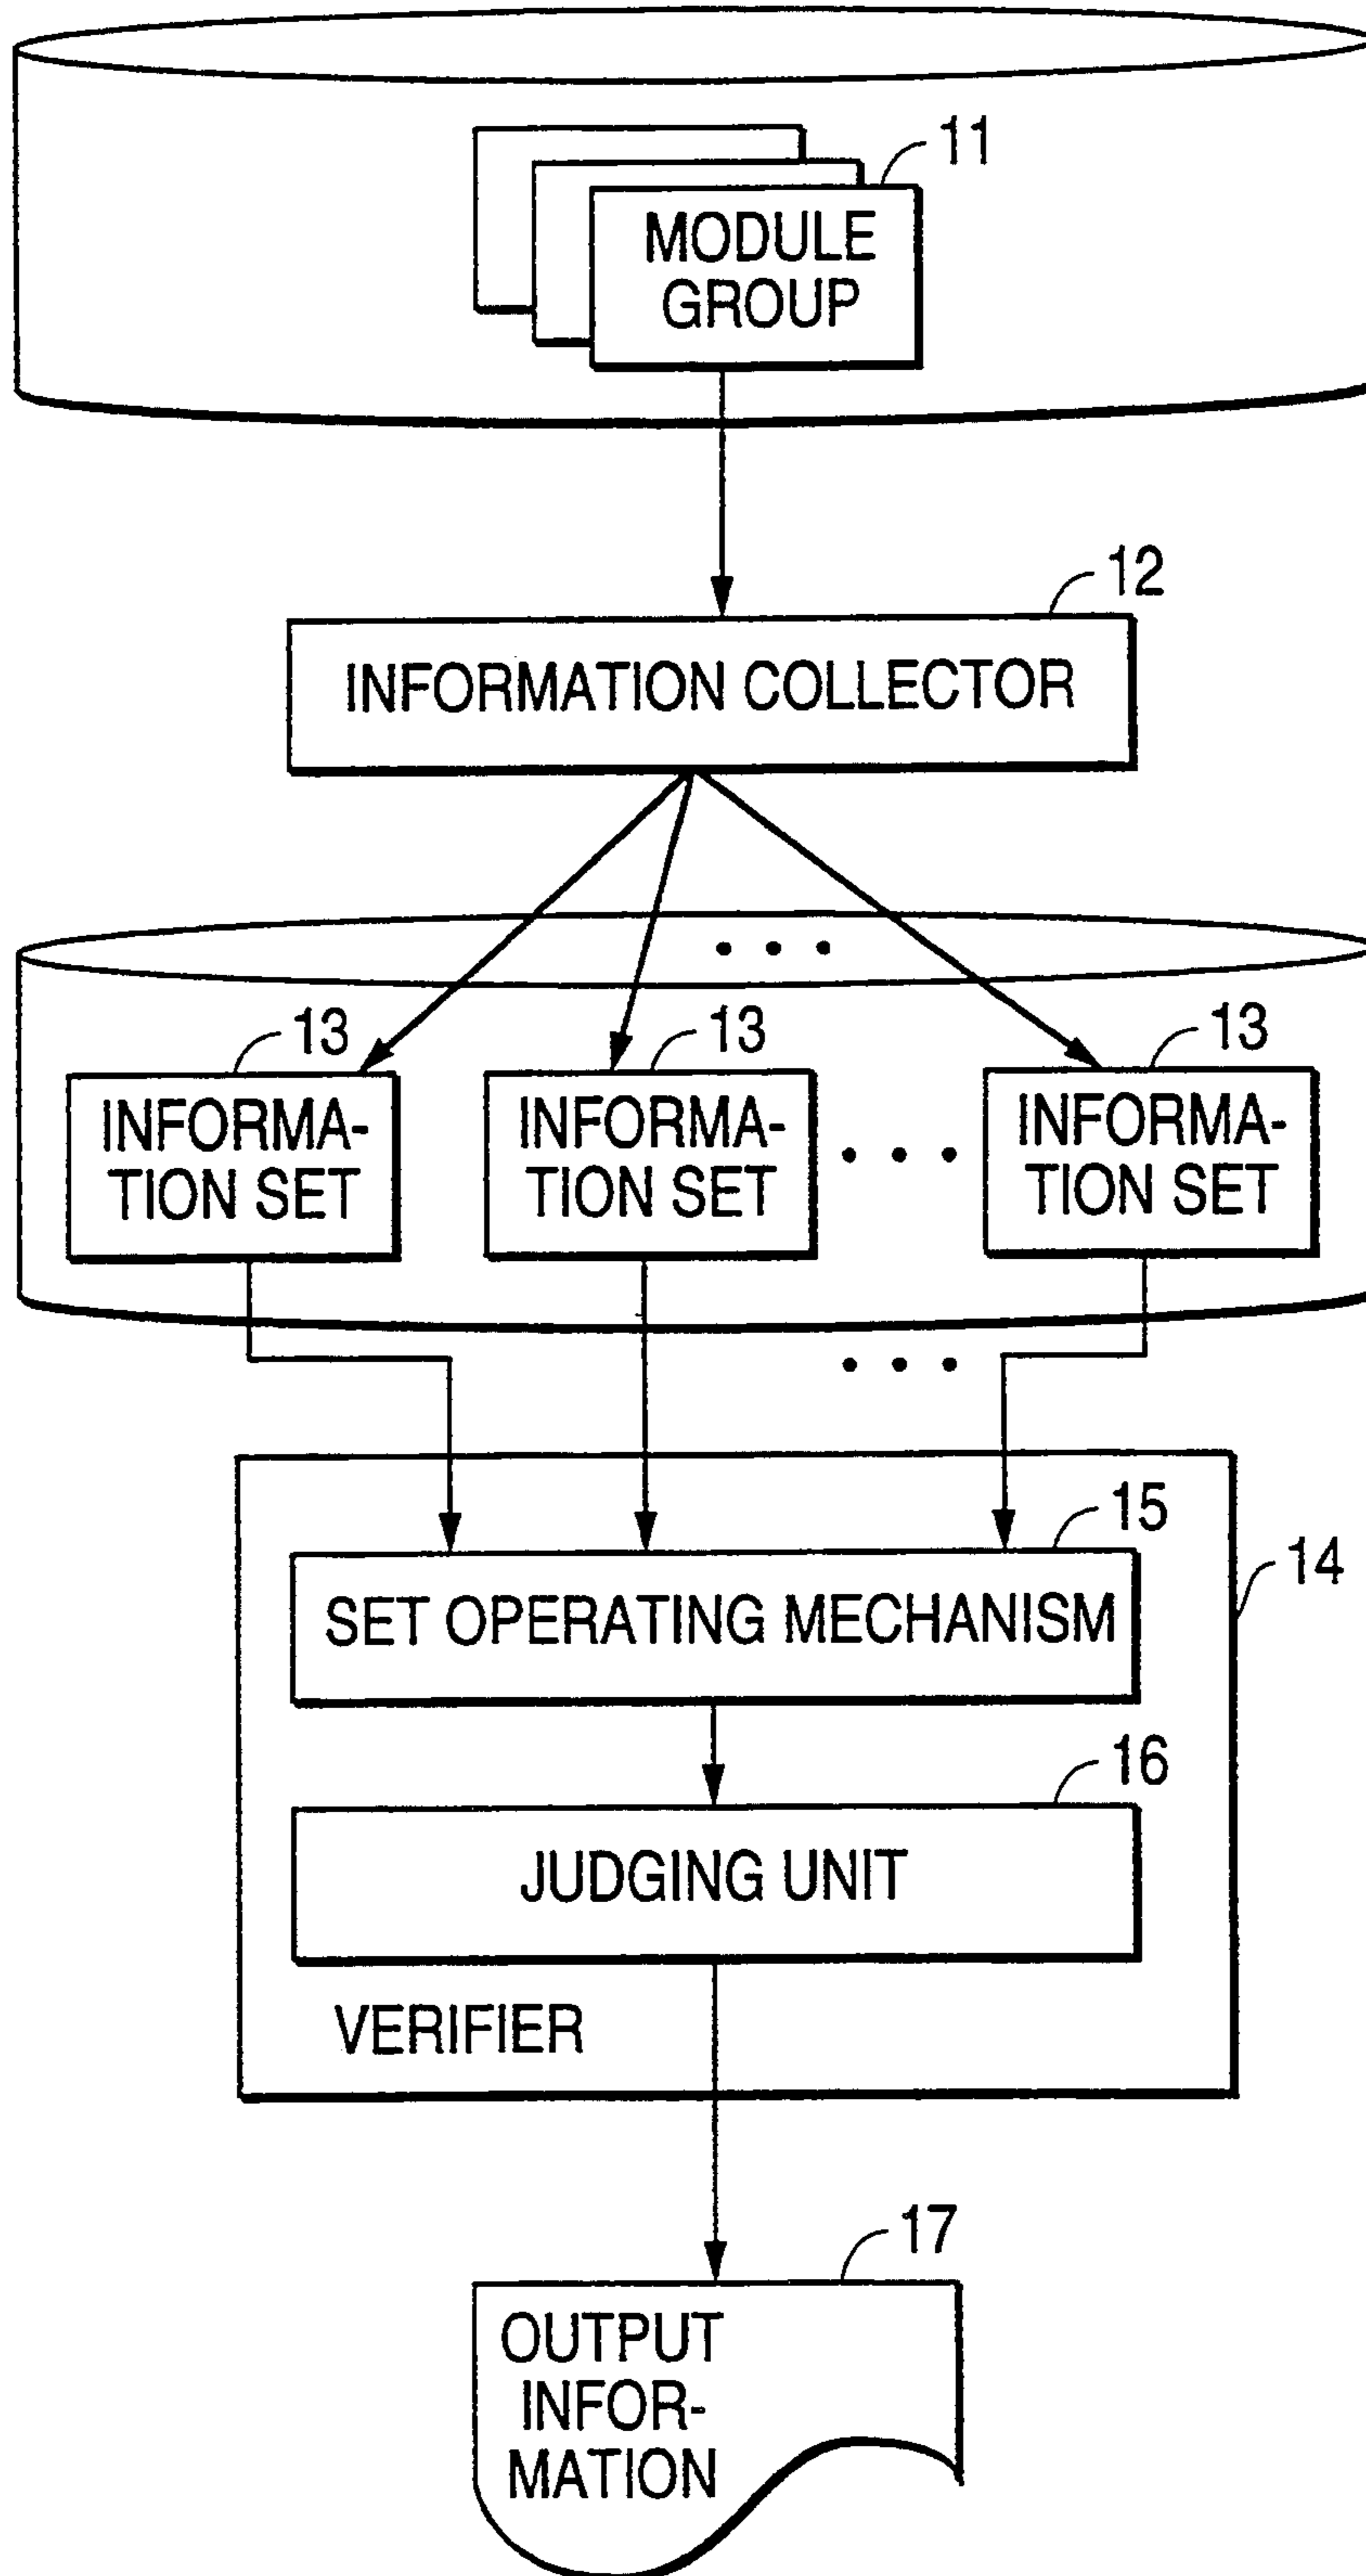 11
MODULE
GROUP
12
INFORMATION COLLECTOR
. . .
13
INFORMA-
TION SET
13
INFORMA-
TION SET
. . .
13
INFORMA-
TION SET
. . .
15
SET OPERATING MECHANISM
14
16
JUDGING UNIT
VERIFIER
17
OUTPUT
INFOR-
MATION